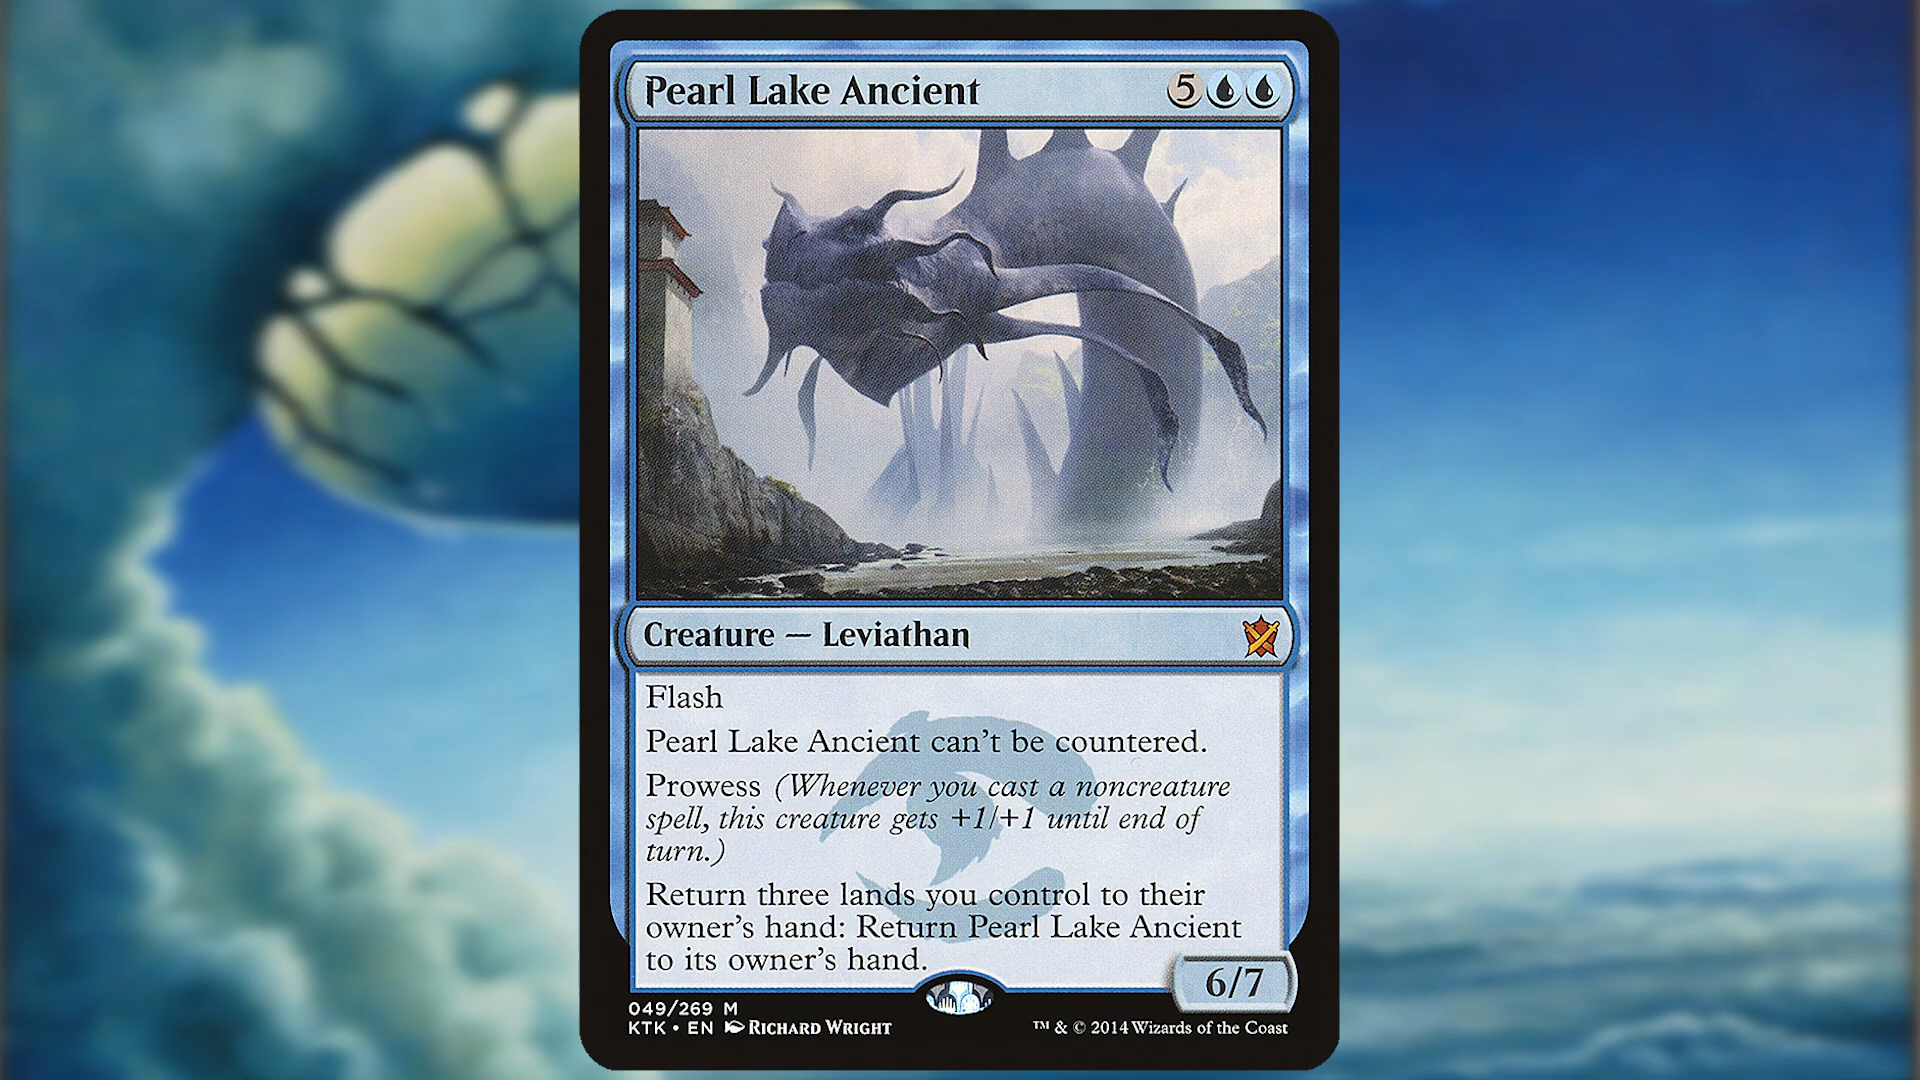 Pearl Lake Ancient 5
Creature — Leviathan
Flash
Pearl Lake Ancient can't be countered.
Prowess (Whenever you cast a noncreature
spell, this creature gets +1/+1 until end of
turn.)
Return three lands you control to their
owner's hand: Return Pearl Lake Ancient
to its owner's hand.
6/7
049/269 M
KTK • EN Richard Wright
™ & © 2014 Wizards of the Coast